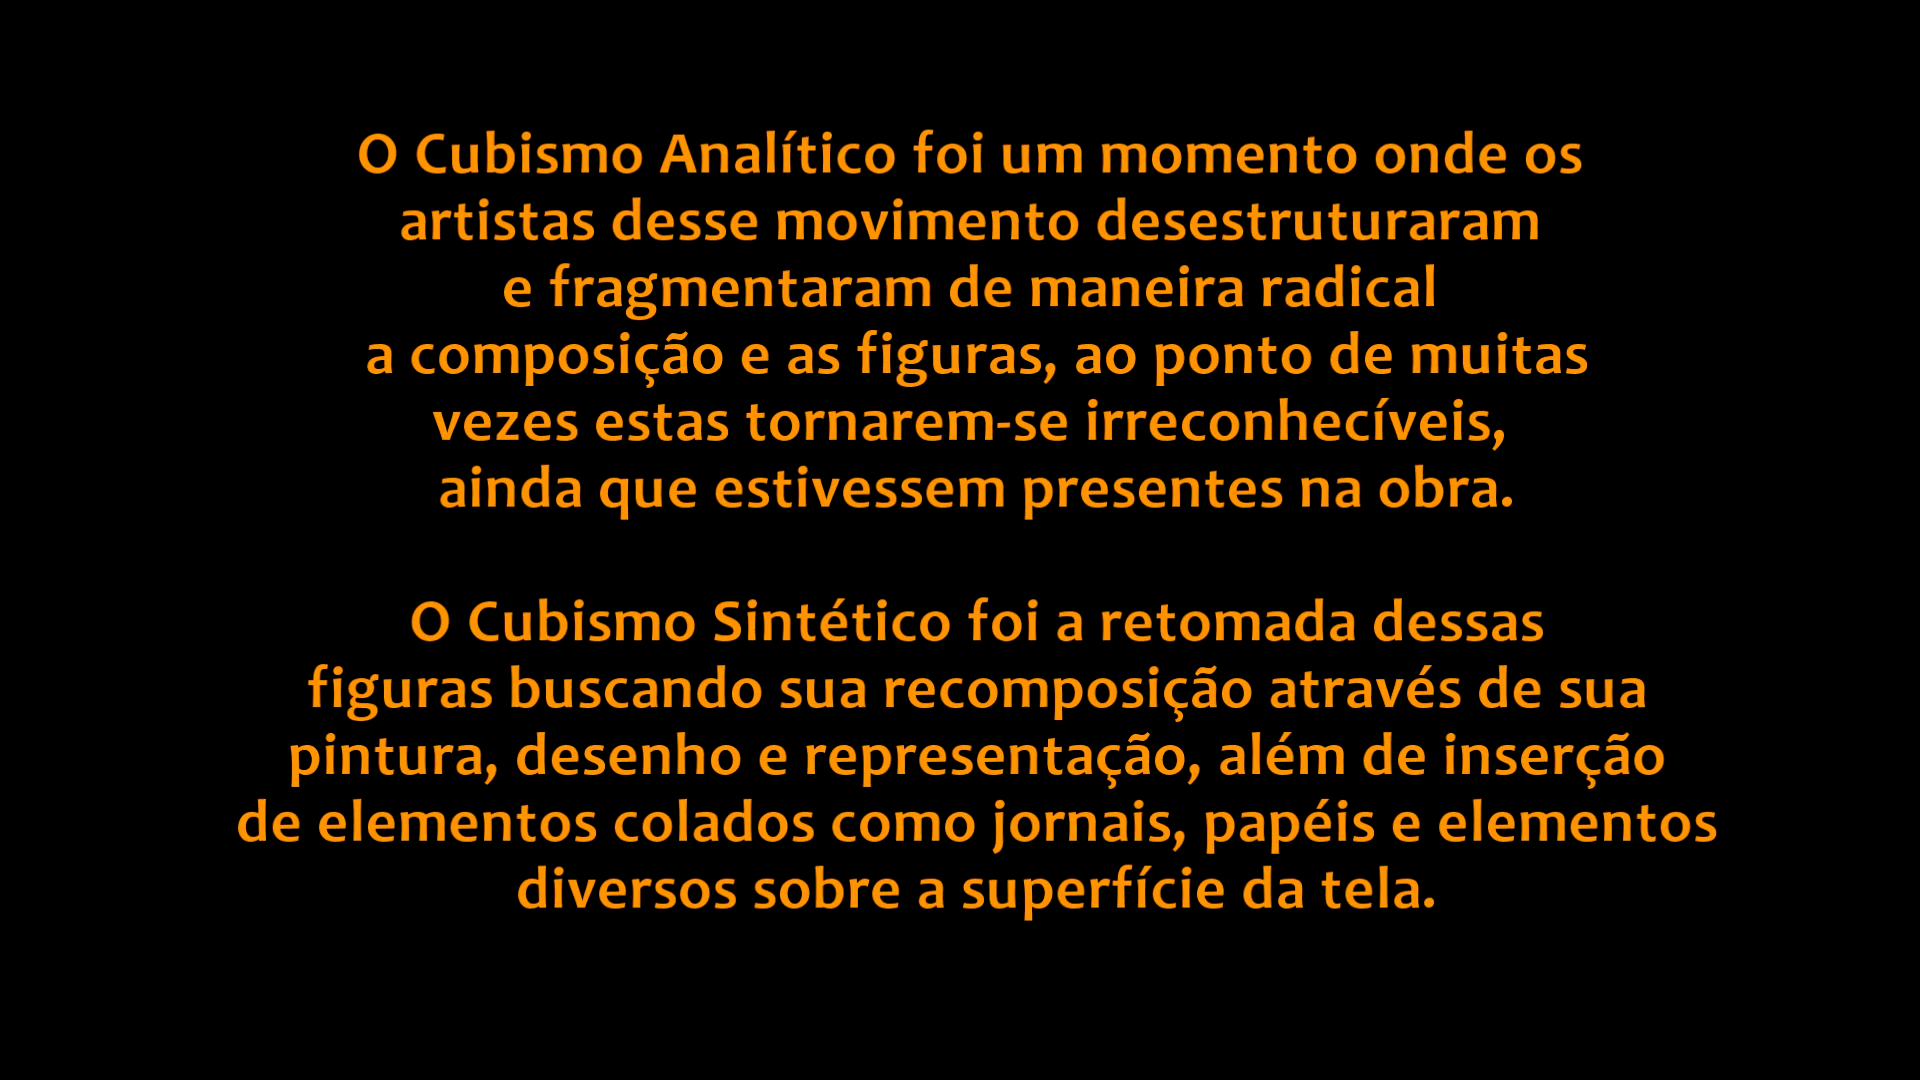 O Cubismo Analítico foi um momento onde os
artistas desse movimento desestruturaram
e fragmentaram de maneira radical
a composição e as figuras, ao ponto de muitas
vezes estas tornarem-se irreconhecíveis,
ainda que estivessem presentes na obra.
O Cubismo Sintético foi a retomada dessas
figuras buscando sua recomposição através de sua
pintura, desenho e representação, além de inserção
de elementos colados como jornais, papéis e elementos
diversos sobre a superfície da tela.